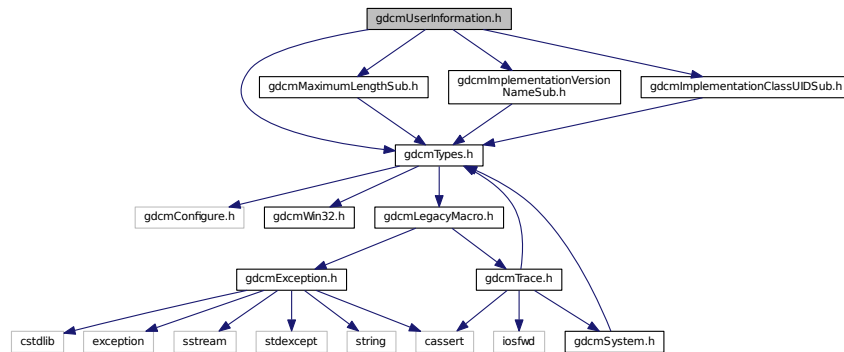 gdcmUserInformation.h
gdcmMaximumLengthSub.h
gdcmImplementationVersion
NameSub.h
gdcmImplementationClassUIDSub.h
gdcmTypes.h
gdcmConfigure.h
gdcmWin32.h
gdcmLegacyMacro.h
gdcmException.h
gdcmTrace.h
cstdlib
exception
sstream
stdexcept
string
cassert
iosfwd
gdcmSystem.h